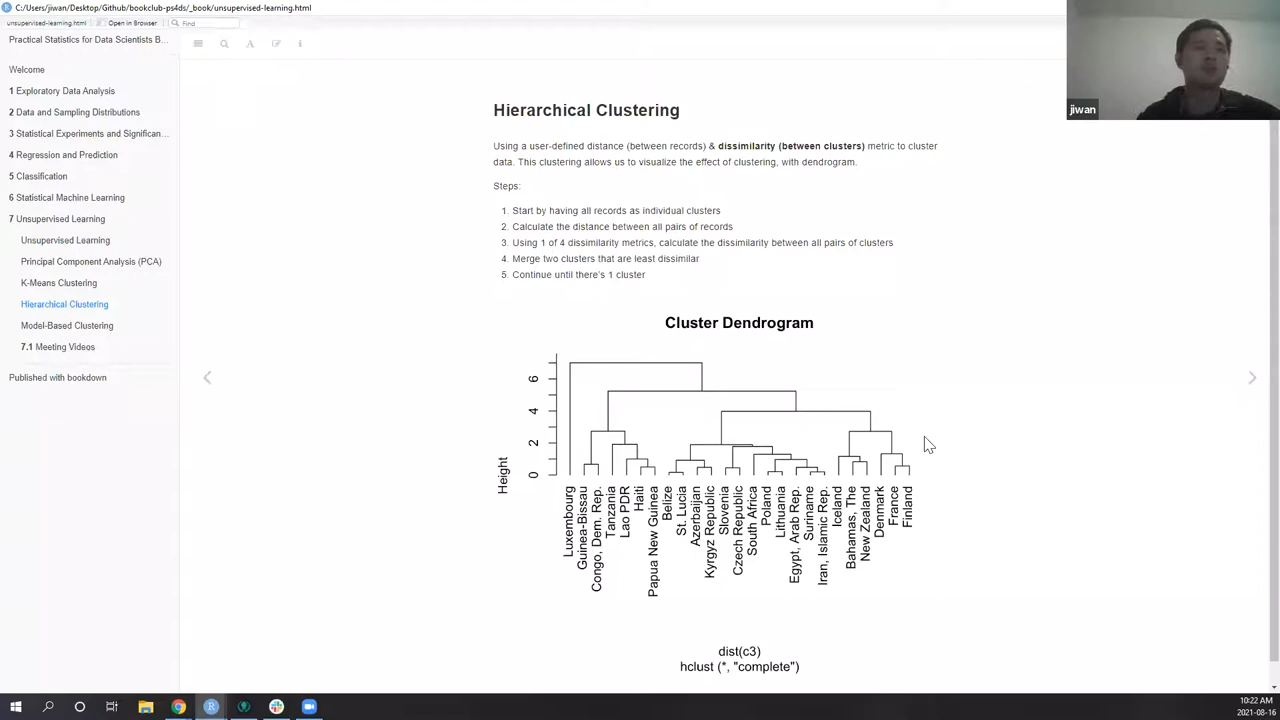 C:/Users/jiwan/Desktop/Github/bookclub-ps4ds/_book/unsupervised-learning.html
unsupervised-learning.html
Open in Browser
Find
Practical Statistics for Data Scientists B...
Welcome
1 Exploratory Data Analysis
2 Data and Sampling Distributions
3 Statistical Experiments and Significan...
4 Regression and Prediction
5 Classification
6 Statistical Machine Learning
7 Unsupervised Learning
Unsupervised Learning
Principal Component Analysis (PCA)
K-Means Clustering
Hierarchical Clustering
Model-Based Clustering
7.1 Meeting Videos
Published with bookdown
A
i
jiwan
Hierarchical Clustering
Using a user-defined distance (between records) & dissimilarity (between clusters) metric to cluster
data. This clustering allows us to visualize the effect of clustering, with dendrogram.
Steps:
1. Start by having all records as individual clusters
2. Calculate the distance between all pairs of records
3. Using 1 of 4 dissimilarity metrics, calculate the dissimilarity between all pairs of clusters
4. Merge two clusters that are least dissimilar
5. Continue until there's 1 cluster
Cluster Dendrogram
Height
6
4
2
0
Luxembourg
Guinea-Bissau
Congo, Dem. Rep.
Tanzania
Lao PDR
Haiti
Papua New Guinea
Belize
St. Lucia
Azerbaijan
Kyrgyz Republic
Slovenia
Czech Republic
South Africa
Poland
Lithuania
Egypt, Arab Rep.
Suriname
Iran, Islamic Rep.
Iceland
Bahamas, The
New Zealand
Denmark
France
Finland
dist(c3)
hclust (*, "complete")
10:22 AM
2021-08-16